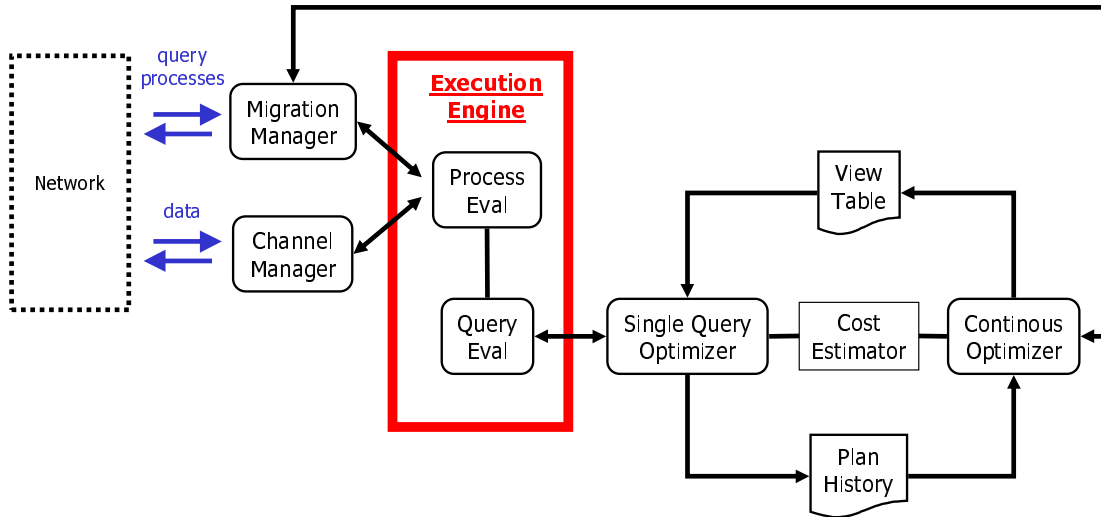 query
processes
Migration
Manager
Execution
Engine
Network
data
Channel
Manager
Process
Eval
Query
Eval
View
Table
Single Query
Optimizer
Cost
Estimator
Continous
Optimizer
Plan
History